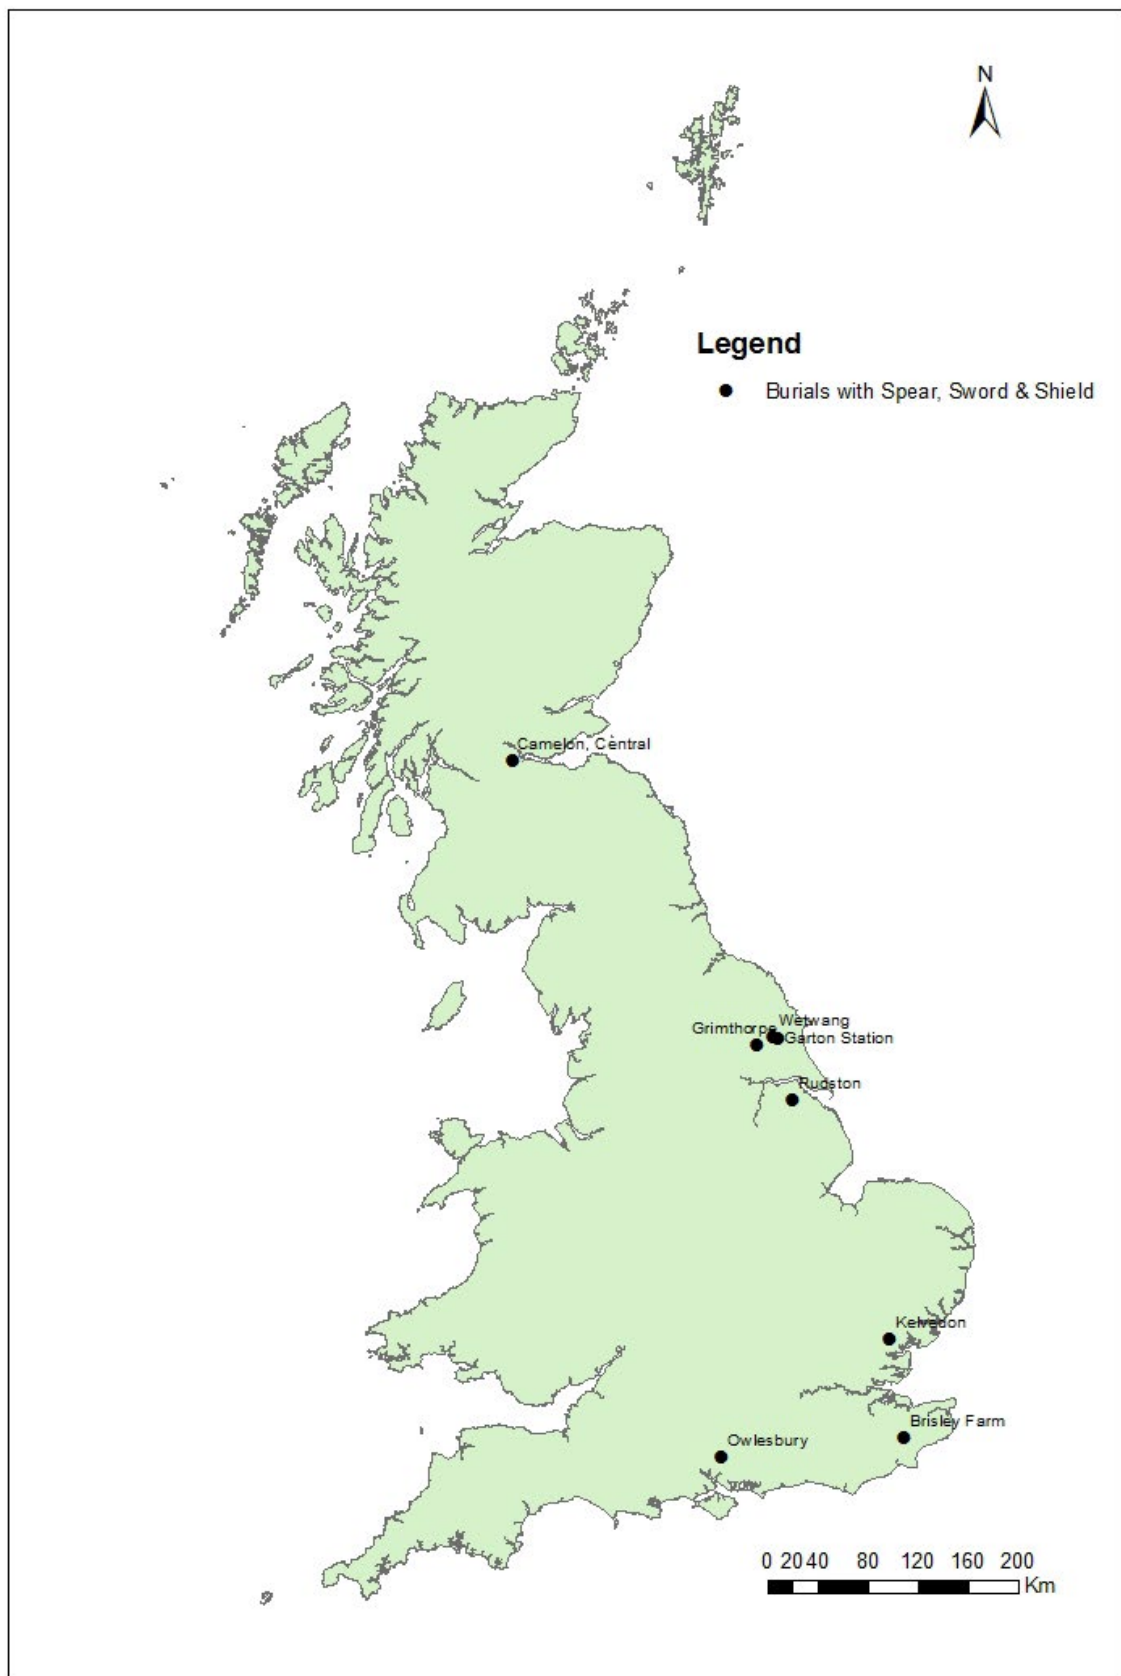 N
Legend
Burials with Spear, Sword & Shield
Camelon, Central
Wetwang
Grimthorpe
Garton Station
Rudston
Kelvedon
Brisley Farm
Owlesbury
0 20 40 80 120 160 200
Km